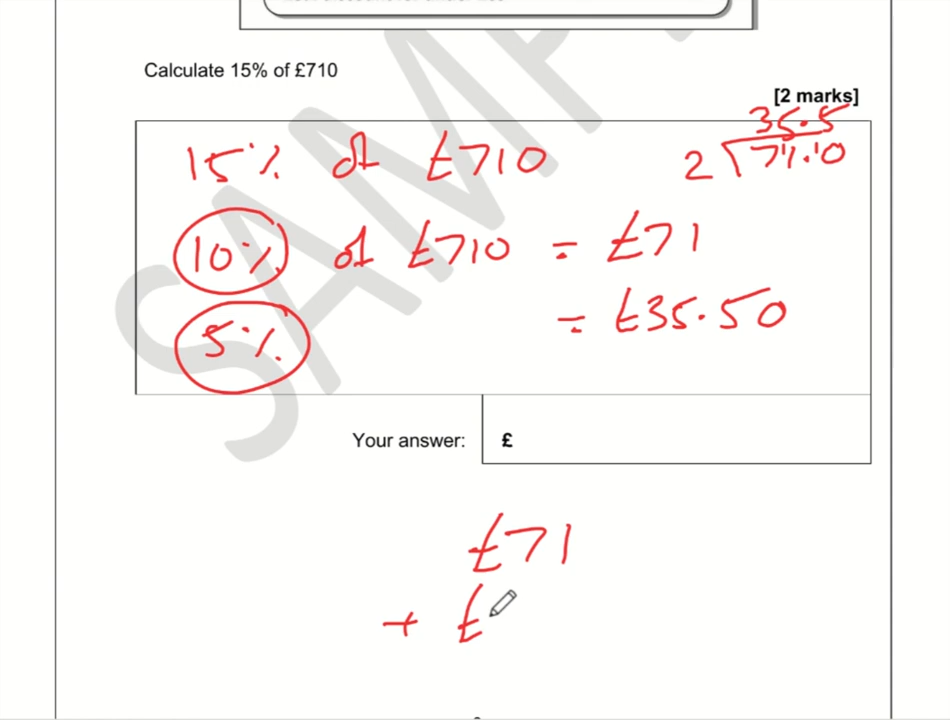 Calculate 15% of £710
[2 marks]
15% of £710
35.5
2 71.10
10% of £710 = £71
5% = £35.50
Your answer: £
£71
+ £
SAMP